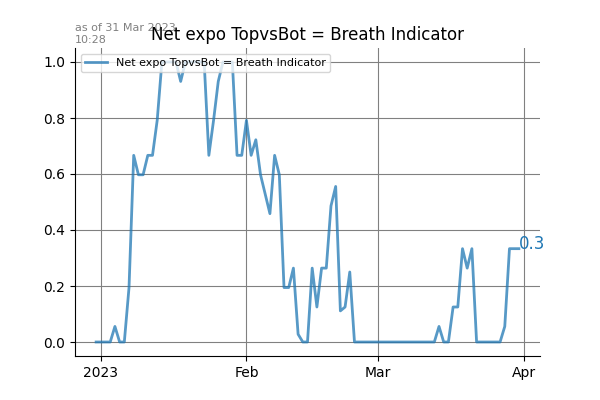 as of 31 Mar 2023
10:28
Net expo TopvsBot = Breath Indicator
Net expo TopvsBot = Breath Indicator
1.0
0.8
0.6
0.4
0.2
0.0
0.3
2023 Feb Mar Apr